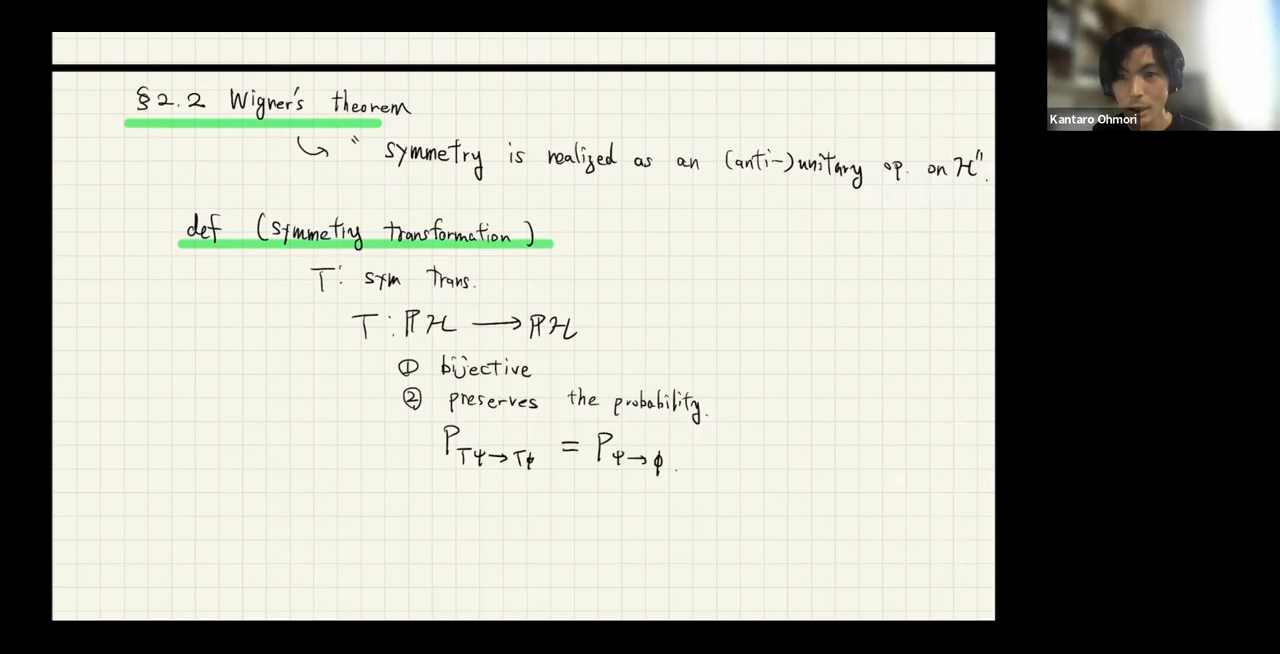 §2.2 Wigner's theorem
↳ " symmetry is realized as an (anti-)unitary op. on ℋ".
def (symmetry transformation)
T: sym trans.
T: ℙℋ ⟶ ℙℋ
① bijective
② preserves the probability.
P_{TΨ→Tϕ} = P_{Ψ→ϕ}.
Kantaro Ohmori